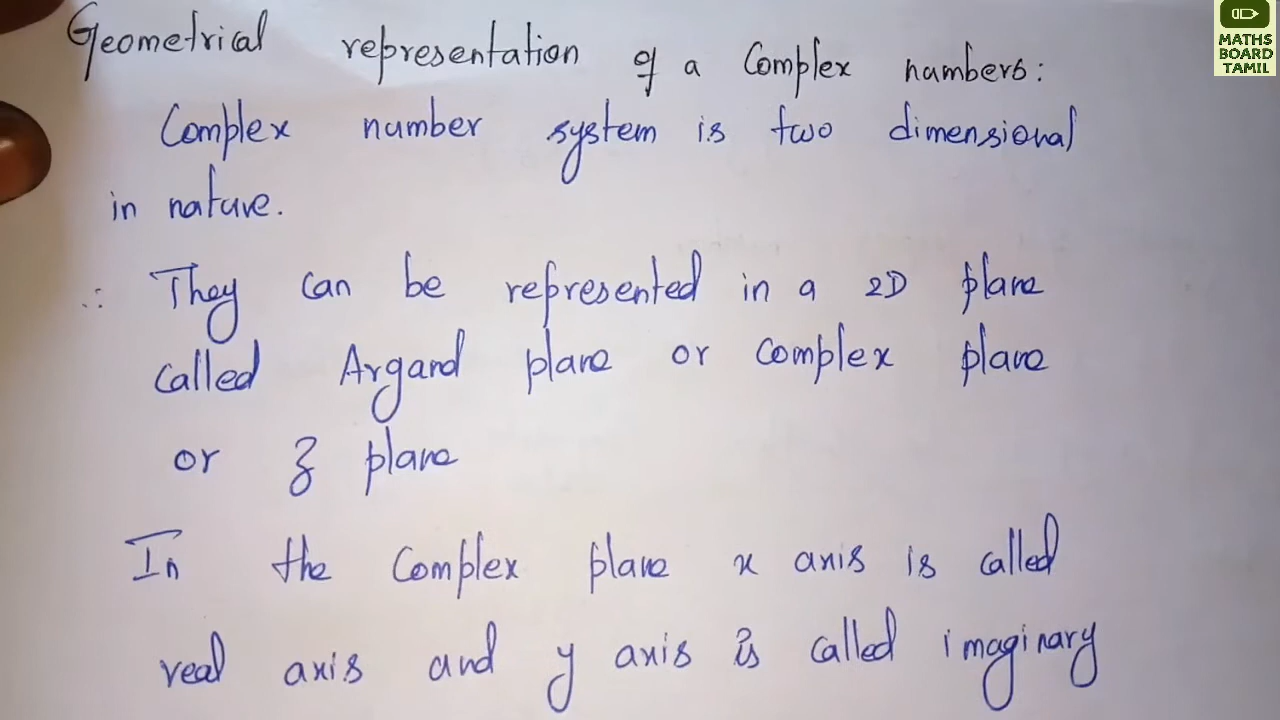 Geometrical representation of a Complex numbers:
Complex number system is two dimensional
in nature.
∴ They can be represented in a 2D plane
called Argand plane or complex plane
or z plane
In the Complex plane x axis is called
real axis and y axis is called imaginary
MATHS
BOARD
TAMIL